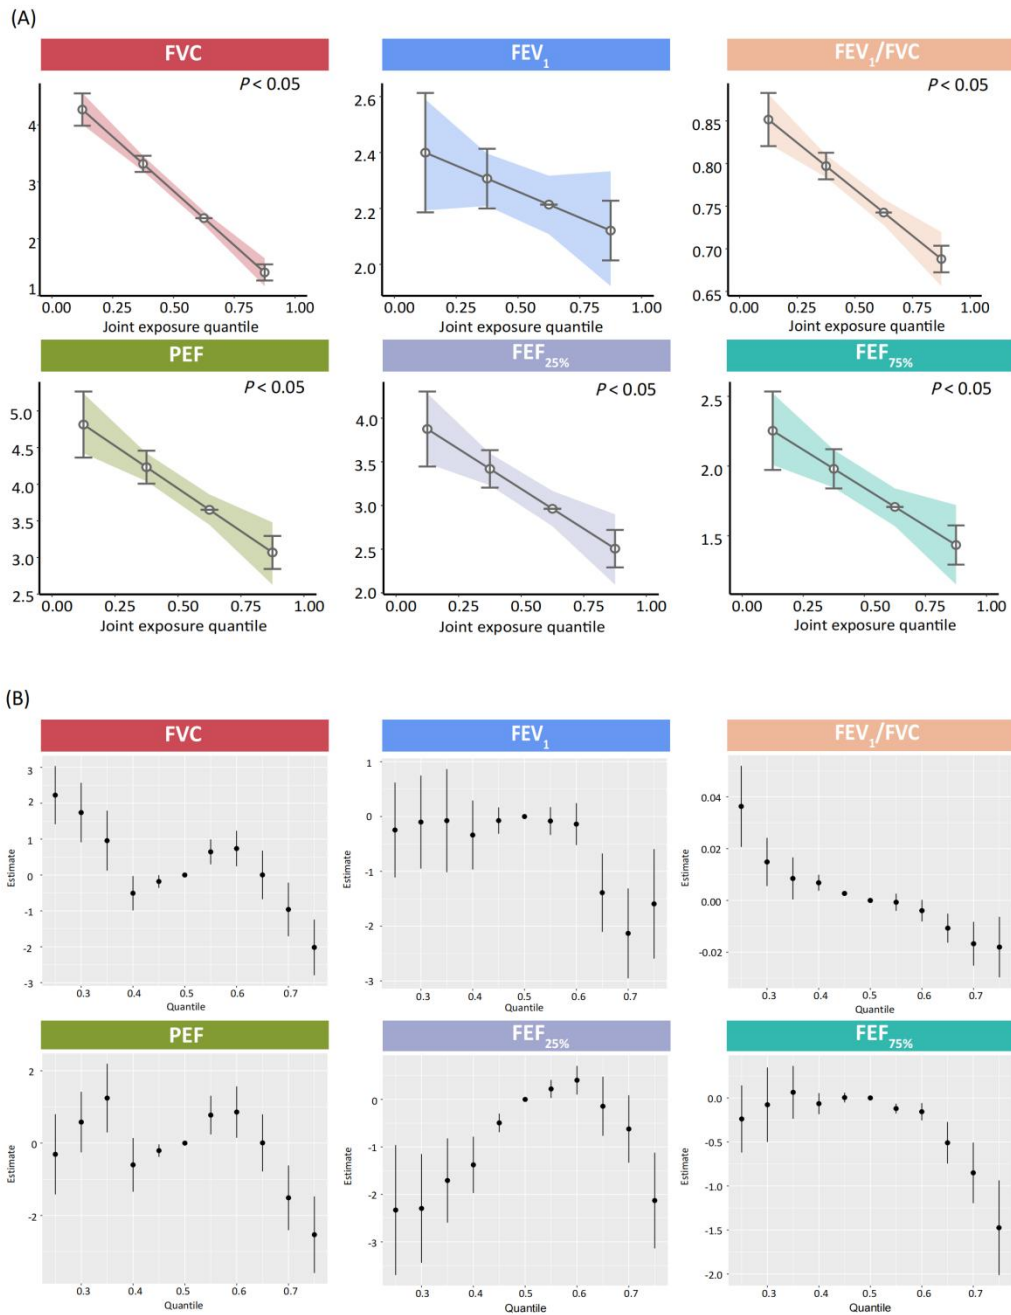 (A)
FVC
FEV1
FEV1/FVC
P < 0.05
P < 0.05
4
3
2
1
2.6
2.4
2.2
2.0
0.85
0.80
0.75
0.70
0.65
0.00 0.25 0.50 0.75 1.00
0.00 0.25 0.50 0.75 1.00
0.00 0.25 0.50 0.75 1.00
Joint exposure quantile
Joint exposure quantile
Joint exposure quantile
PEF
FEF25%
FEF75%
P < 0.05
P < 0.05
P < 0.05
5.0
4.5
4.0
3.5
3.0
2.5
4.0
3.5
3.0
2.5
2.0
2.5
2.0
1.5
0.00 0.25 0.50 0.75 1.00
0.00 0.25 0.50 0.75 1.00
0.00 0.25 0.50 0.75 1.00
Joint exposure quantile
Joint exposure quantile
Joint exposure quantile
(B)
FVC
FEV1
FEV1/FVC
Estimate
3
2
1
0
-1
-2
-3
Estimate
1
0
-1
-2
-3
Estimate
0.04
0.02
0.00
-0.02
0.3 0.4 0.5 0.6 0.7
0.3 0.4 0.5 0.6 0.7
0.3 0.4 0.5 0.6 0.7
Quantile
Quantile
Quantile
PEF
FEF25%
FEF75%
Estimate
2
0
-2
Estimate
0
-1
-2
-3
Estimate
0.0
-0.5
-1.0
-1.5
-2.0
0.3 0.4 0.5 0.6 0.7
0.3 0.4 0.5 0.6 0.7
0.3 0.4 0.5 0.6 0.7
Quantile
Quantile
Quantile